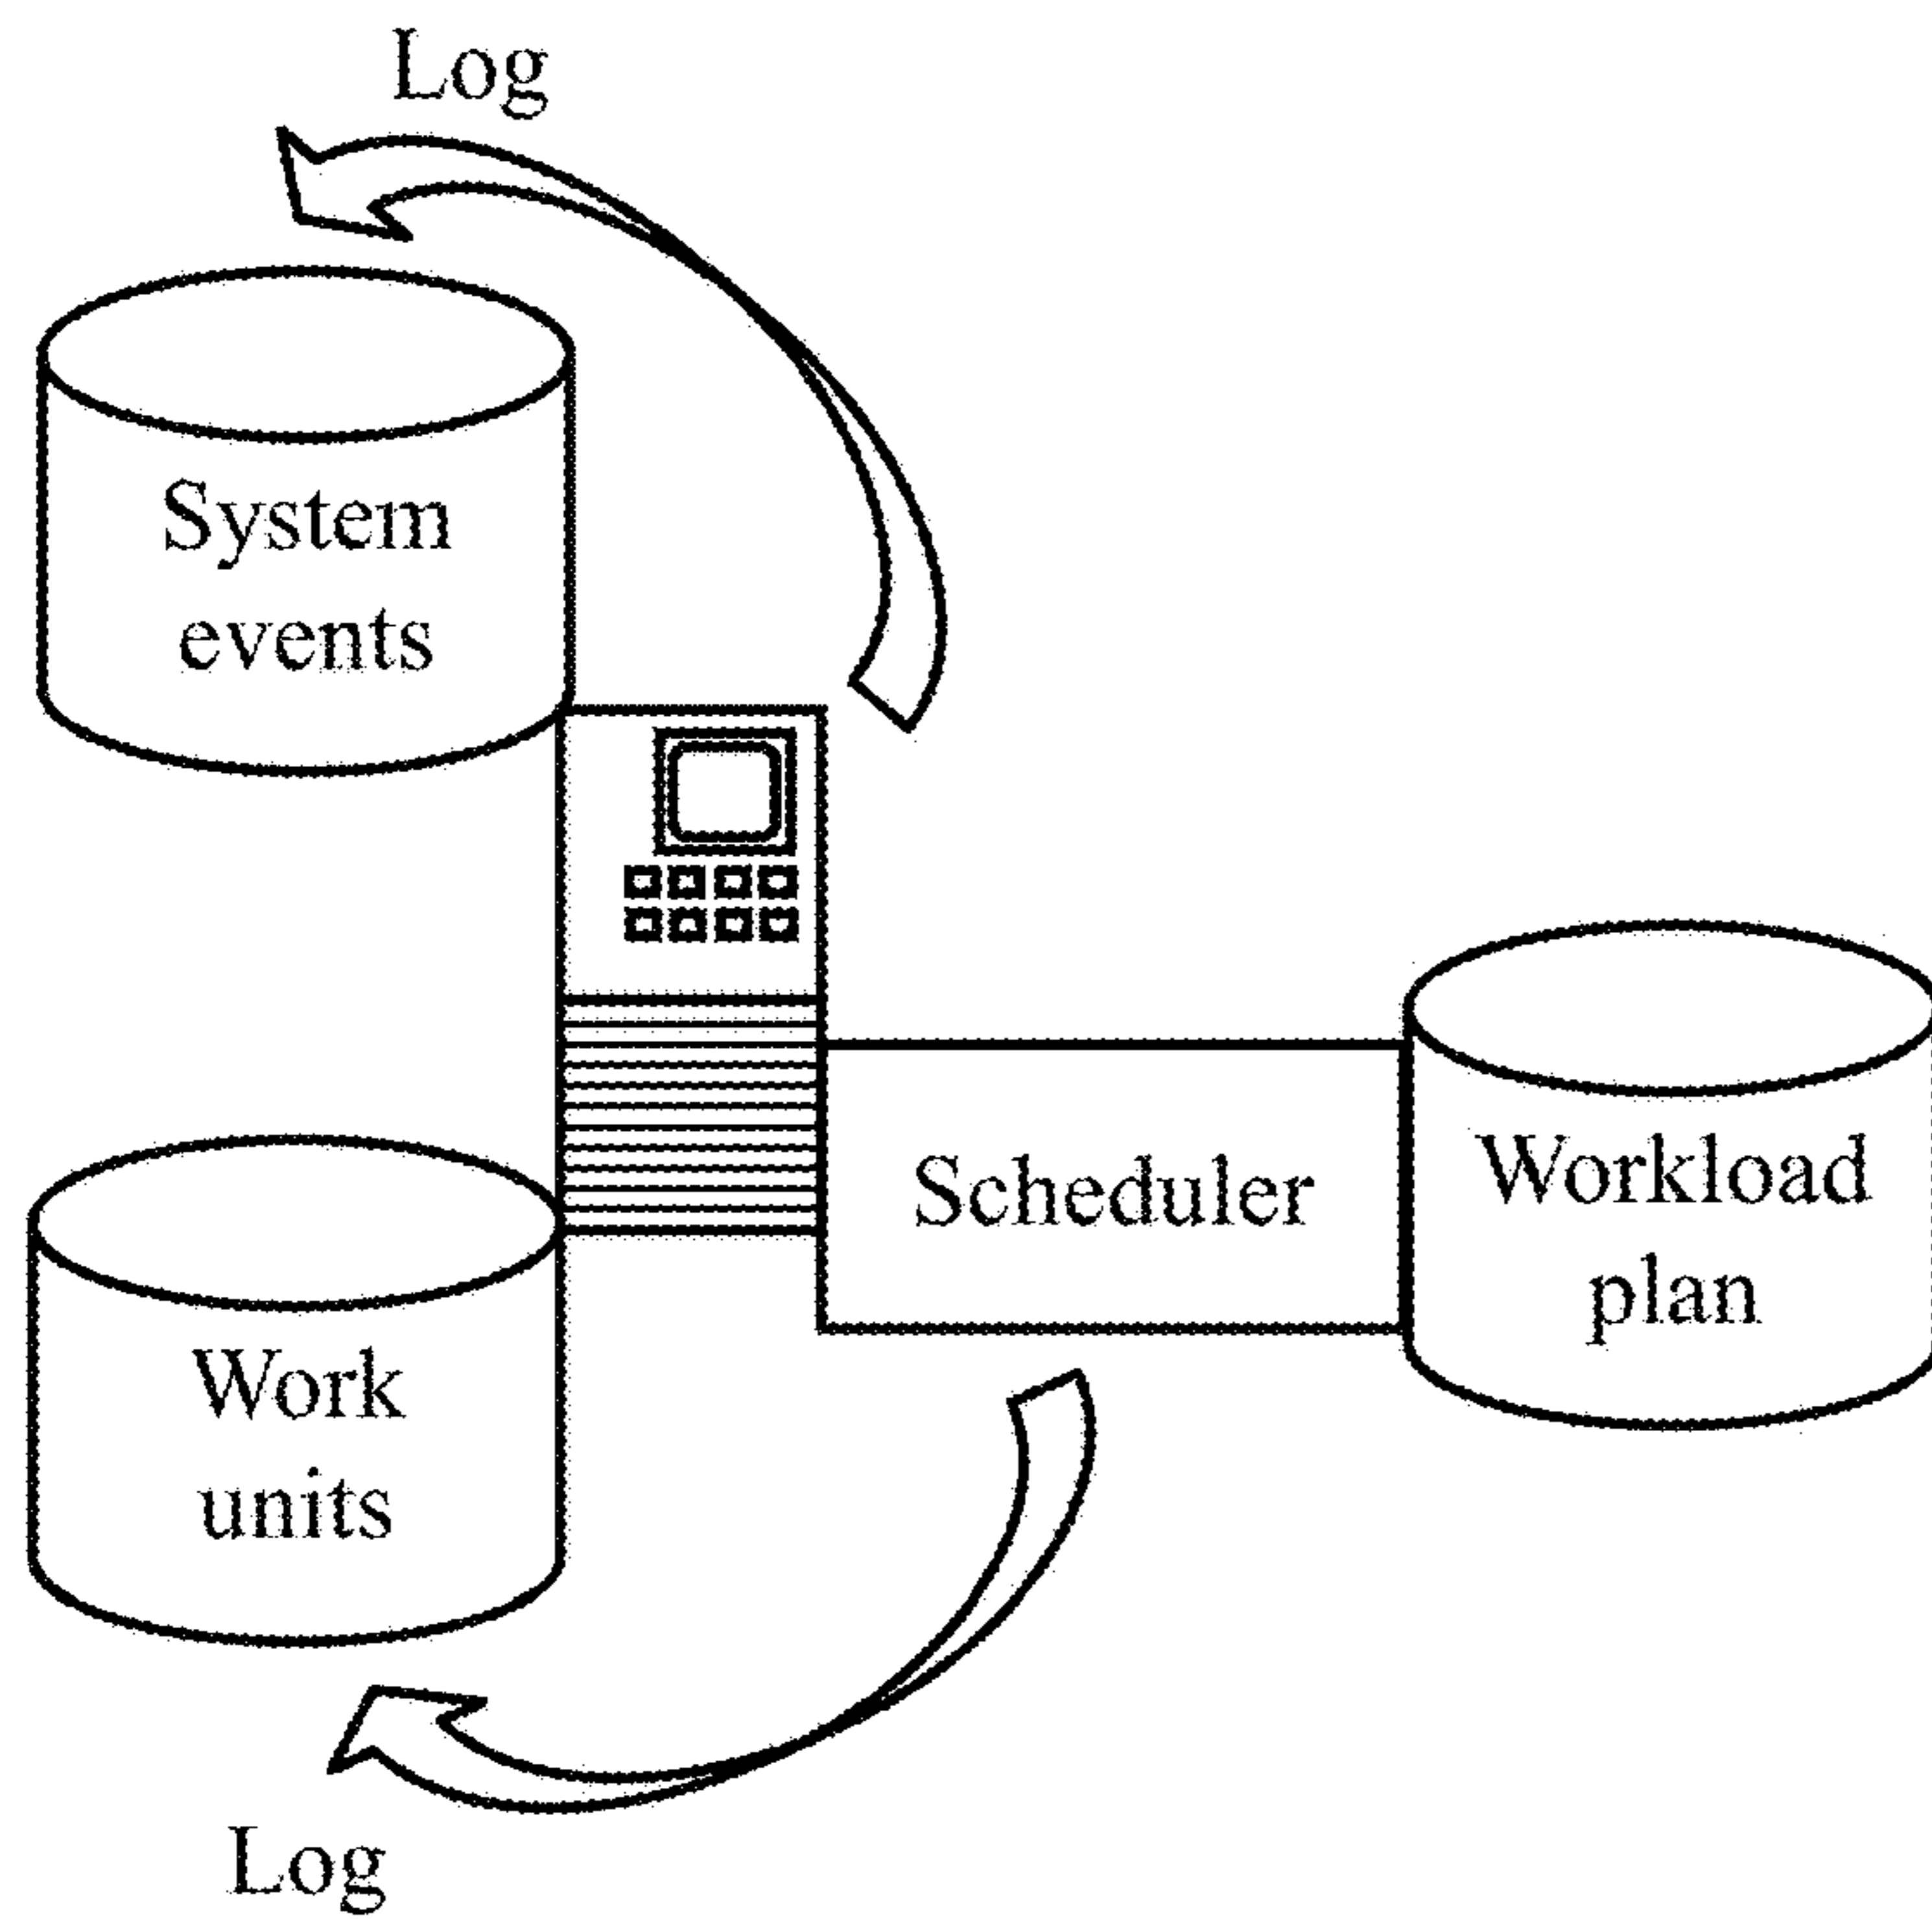 Log
System
events
Scheduler
Workload
plan
Work
units
Log